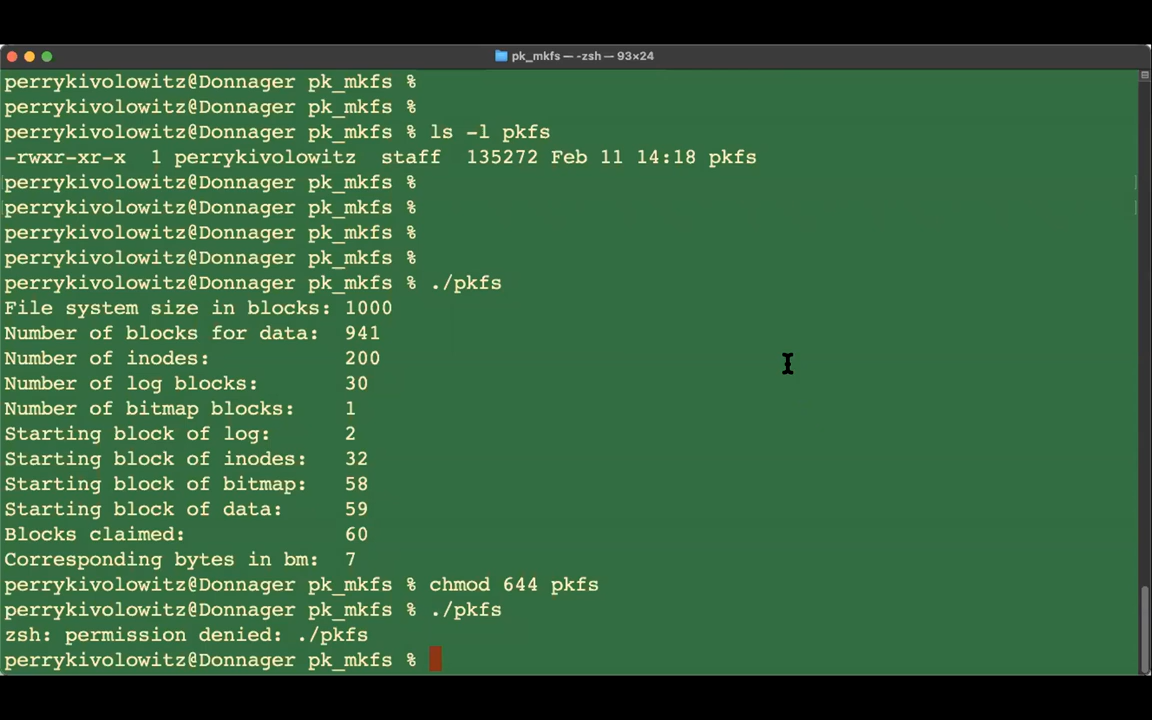 pk_mkfs — -zsh — 93×24
perrykivolowitz@Donnager pk_mkfs %
perrykivolowitz@Donnager pk_mkfs %
perrykivolowitz@Donnager pk_mkfs % ls -l pkfs
-rwxr-xr-x  1 perrykivolowitz  staff  135272 Feb 11 14:18 pkfs
perrykivolowitz@Donnager pk_mkfs %
perrykivolowitz@Donnager pk_mkfs %
perrykivolowitz@Donnager pk_mkfs %
perrykivolowitz@Donnager pk_mkfs %
perrykivolowitz@Donnager pk_mkfs % ./pkfs
File system size in blocks: 1000
Number of blocks for data:  941
Number of inodes:           200
Number of log blocks:       30
Number of bitmap blocks:    1
Starting block of log:      2
Starting block of inodes:   32
Starting block of bitmap:   58
Starting block of data:     59
Blocks claimed:             60
Corresponding bytes in bm:  7
perrykivolowitz@Donnager pk_mkfs % chmod 644 pkfs
perrykivolowitz@Donnager pk_mkfs % ./pkfs
zsh: permission denied: ./pkfs
perrykivolowitz@Donnager pk_mkfs %